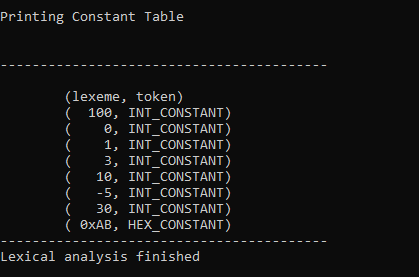 Printing Constant Table
-----------------------------------------
(lexeme, token)
(  100, INT_CONSTANT)
(    0, INT_CONSTANT)
(    1, INT_CONSTANT)
(    3, INT_CONSTANT)
(   10, INT_CONSTANT)
(   -5, INT_CONSTANT)
(   30, INT_CONSTANT)
( 0xAB, HEX_CONSTANT)
-----------------------------------------
Lexical analysis finished